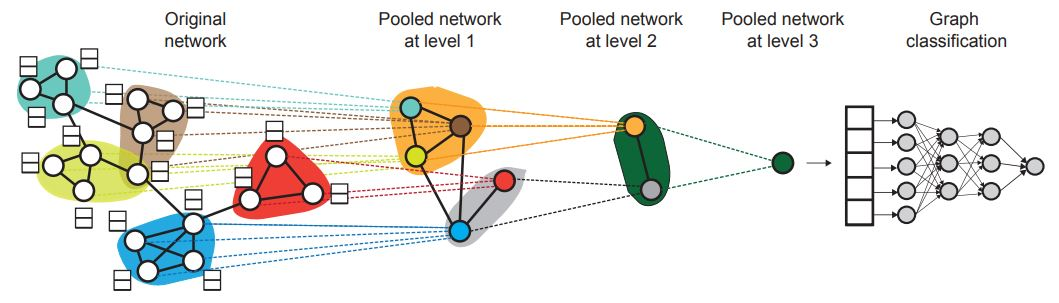 Original
network
Pooled network
at level 1
Pooled network
at level 2
Pooled network
at level 3
Graph
classification